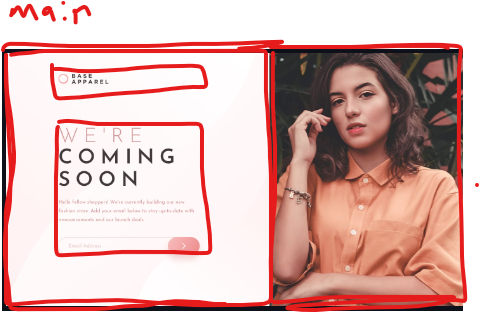 main
BASE
APPAREL
WE'RE
COMING
SOON
Hello fellow shoppers! We're currently building our new
fashion store. Add your email below to stay up-to-date with
announcements and our launch deals.
Email Address